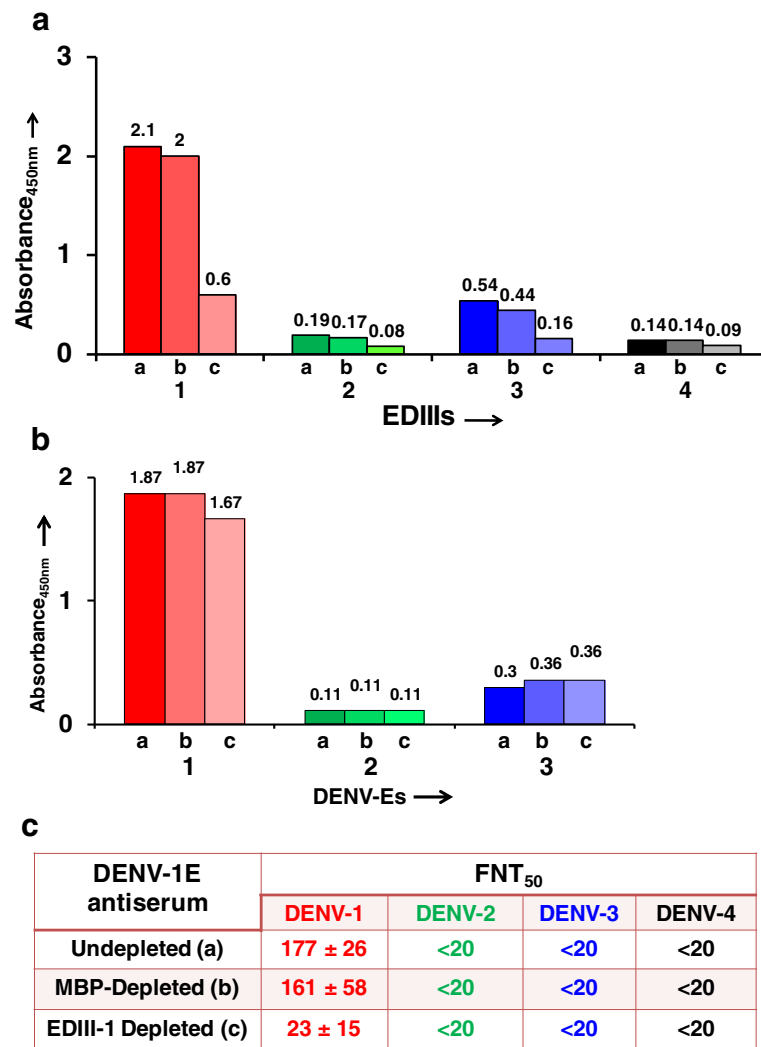 a
3
2
1
0
Absorbance450nm →
2.1 2 0.6 0.19 0.17 0.08 0.54 0.44 0.16 0.14 0.14 0.09
a b c a b c a b c a b c
1 2 3 4
EDIIIs →
b
2
1
0
Absorbance450nm →
1.87 1.87 1.67 0.11 0.11 0.11 0.3 0.36 0.36
a b c a b c a b c
1 2 3
DENV-Es →
c
DENV-1E antiserum FNT50
DENV-1 DENV-2 DENV-3 DENV-4
Undepleted (a) 177 ± 26 <20 <20 <20
MBP-Depleted (b) 161 ± 58 <20 <20 <20
EDIII-1 Depleted (c) 23 ± 15 <20 <20 <20